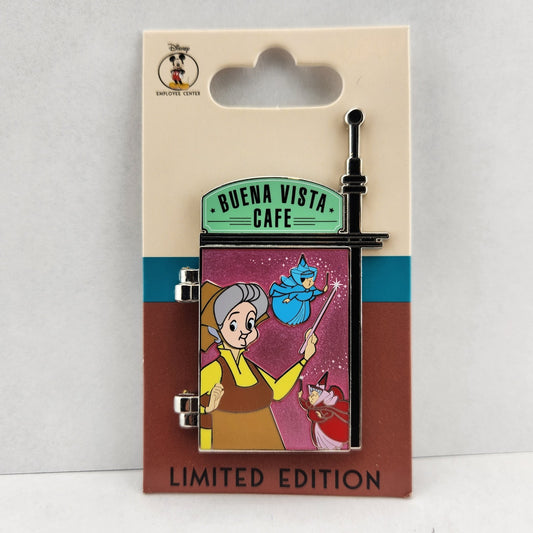 Disney
EMPLOYEE CENTER
BUENA VISTA
CAFE
LIMITED EDITION